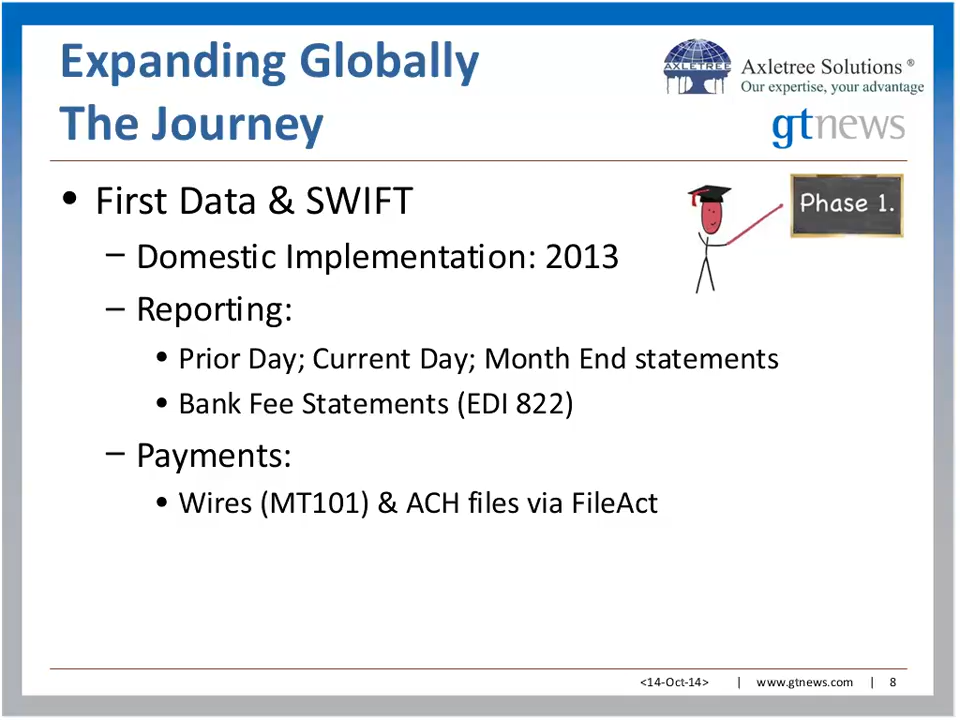 Expanding Globally
The Journey
AXLETREE
Axletree Solutions ®
Our expertise, your advantage
gtnews
• First Data & SWIFT
Phase 1.
– Domestic Implementation: 2013
– Reporting:
• Prior Day; Current Day; Month End statements
• Bank Fee Statements (EDI 822)
– Payments:
• Wires (MT101) & ACH files via FileAct
<14-Oct-14> | www.gtnews.com | 8